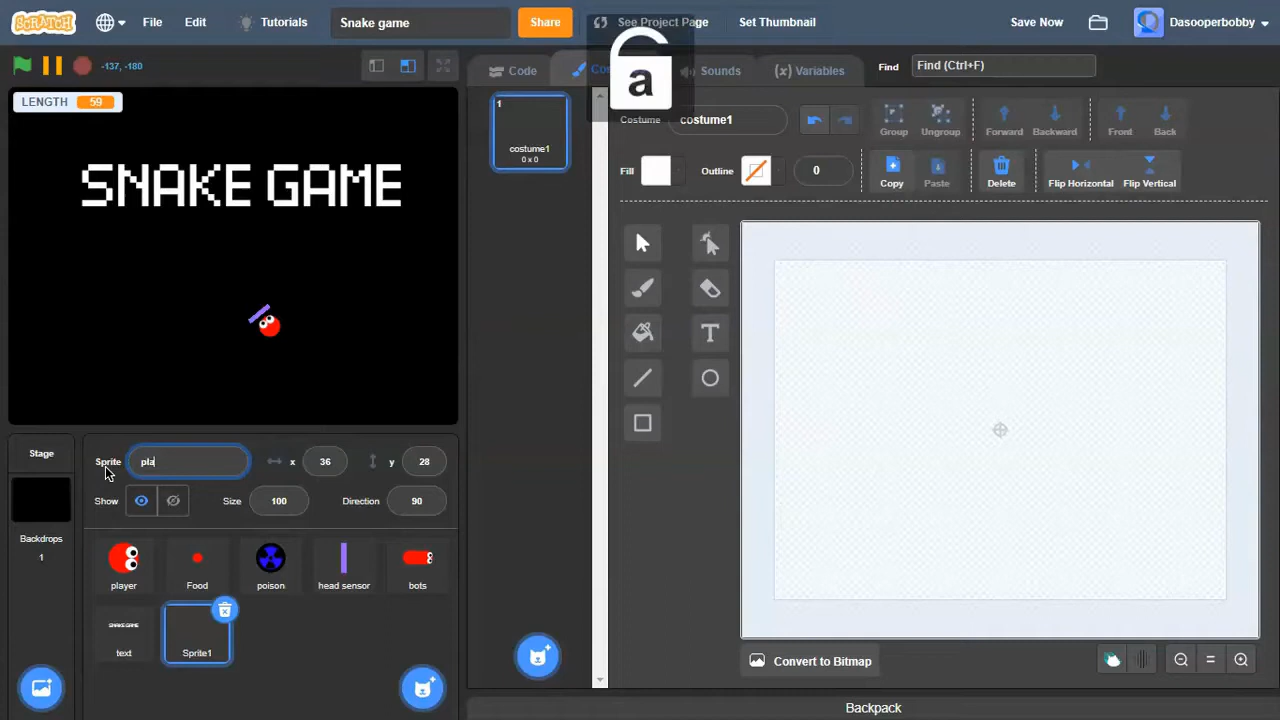 SCRATCH File Edit Tutorials Snake game Share See Project Page Set Thumbnail Save Now Dasooperbobby
-137, -180 Code Sounds (x) Variables Find Find (Ctrl+F)
LENGTH 59
a
SNAKE GAME
1
costume1
0 x 0
Costume costume1 Group Ungroup Forward Backward Front Back
Fill Outline 0 Copy Paste Delete Flip Horizontal Flip Vertical
T
Stage Sprite pla x 36 y 28
Show Size 100 Direction 90
Backdrops
1
player Food poison head sensor bots
SNAKE GAME
text Sprite1
Convert to Bitmap
Backpack